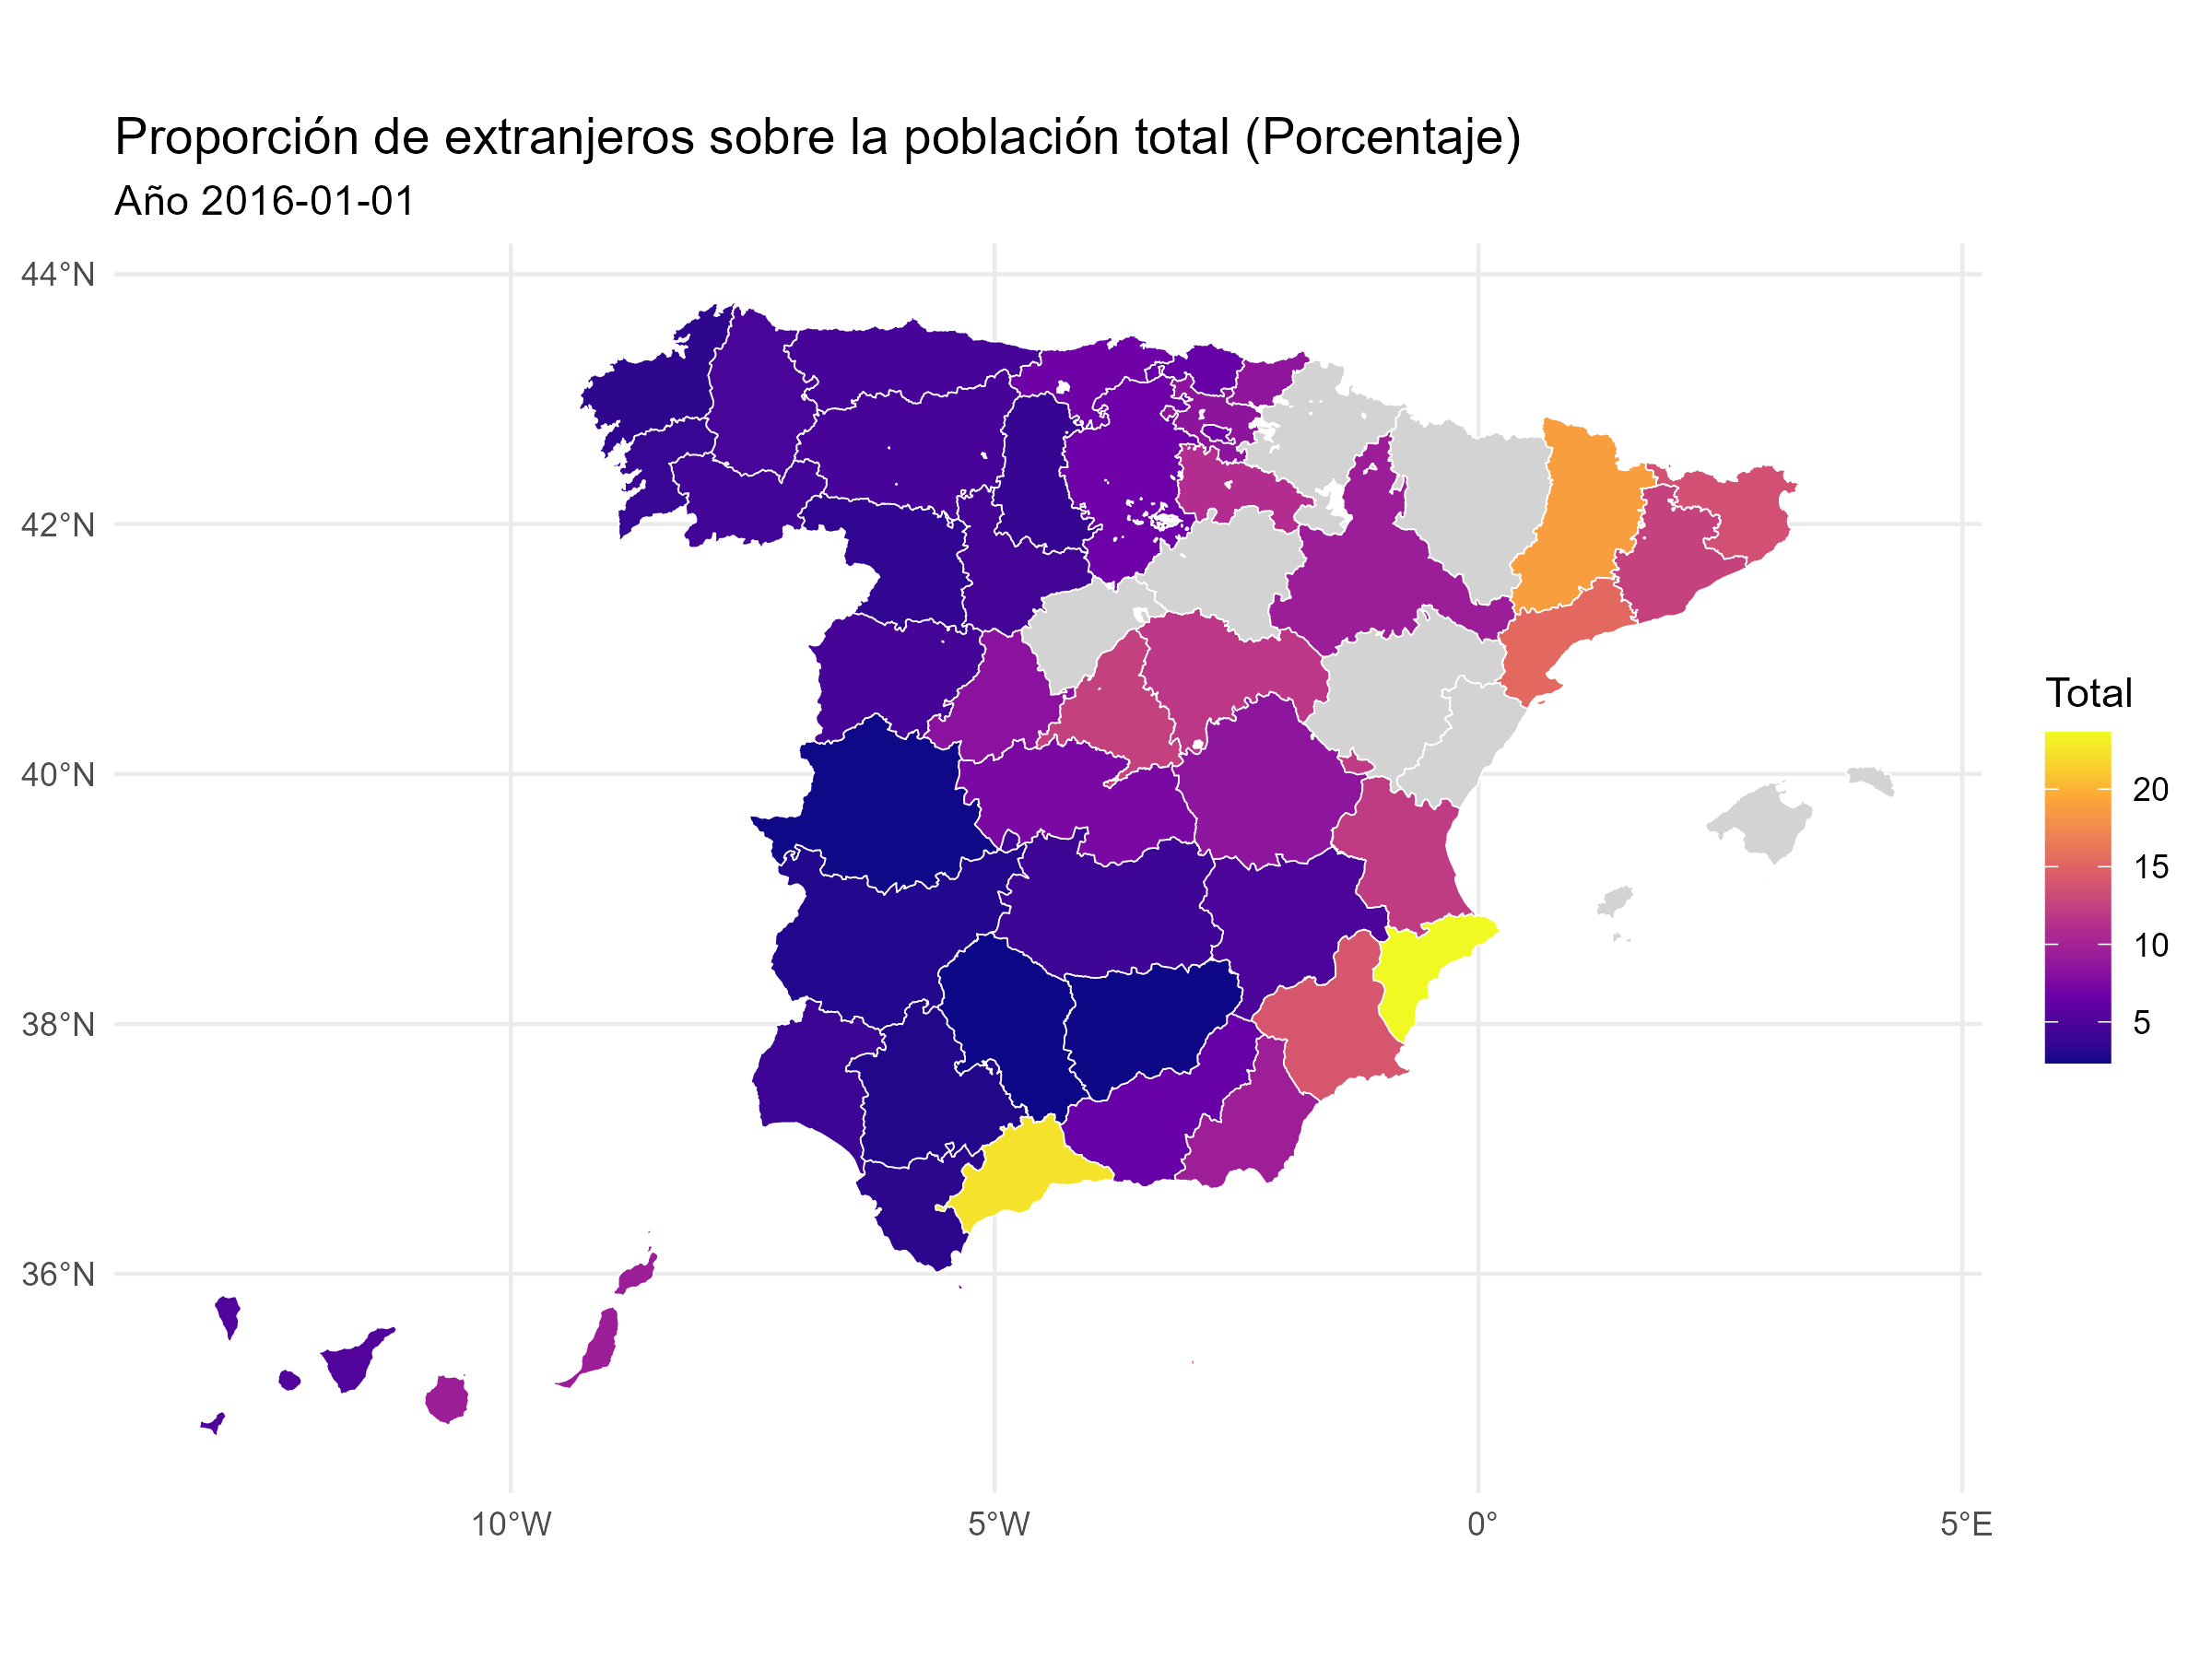 Proporción de extranjeros sobre la población total (Porcentaje)
Año 2016-01-01
44°N
42°N
40°N
38°N
36°N
10°W
5°W
0°
5°E
Total
20
15
10
5